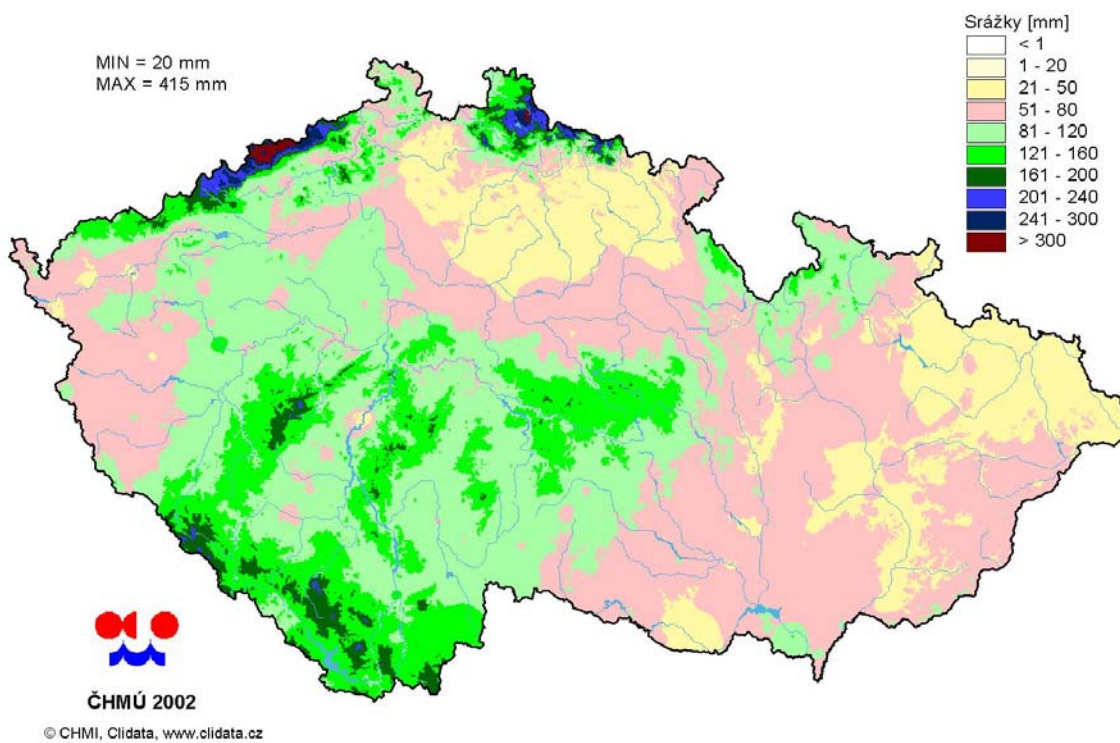 MIN = 20 mm
MAX = 415 mm
Srážky [mm]
< 1
1 - 20
21 - 50
51 - 80
81 - 120
121 - 160
161 - 200
201 - 240
241 - 300
> 300
ČHMÚ 2002
© CHMI, Clidata, www.clidata.cz